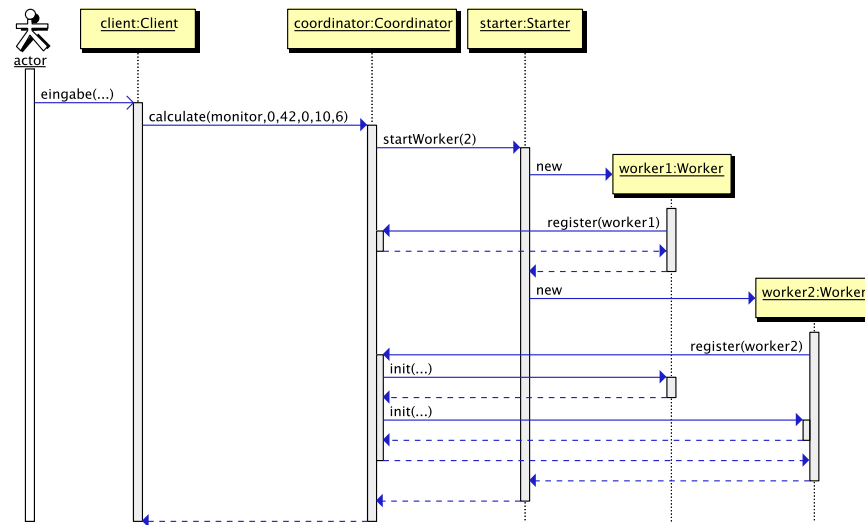 client:Client
coordinator:Coordinator
starter:Starter
actor
eingabe(...)
calculate(monitor,0,42,0,10,6)
startWorker(2)
new
worker1:Worker
register(worker1)
new
worker2:Worker
register(worker2)
init(...)
init(...)